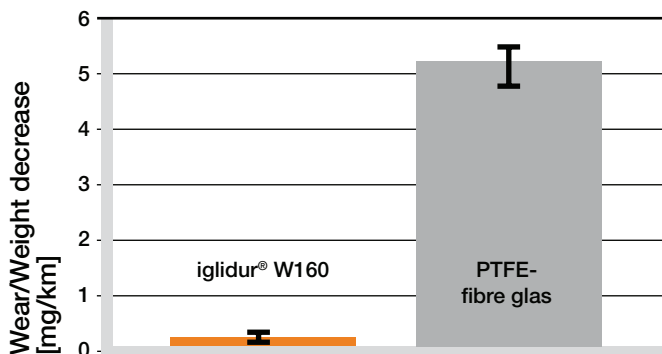 Wear/Weight decrease
[mg/km]
6
5
4
3
2
1
0
iglidur® W160
PTFE-
fibre glas